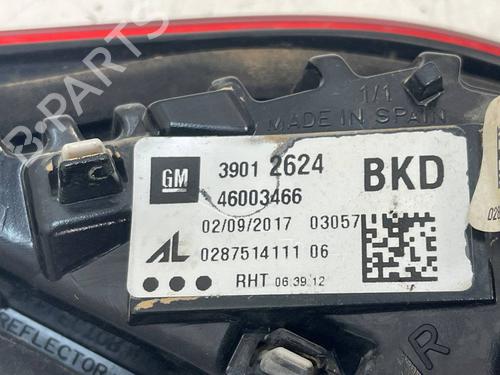 1/1
MADE IN SPAIN
GM 3901 2624 BKD
46003466
02/09/2017 03057
AL 0287514111 06
RHT 06.39.12
REFLECTOR
R
B-Parts